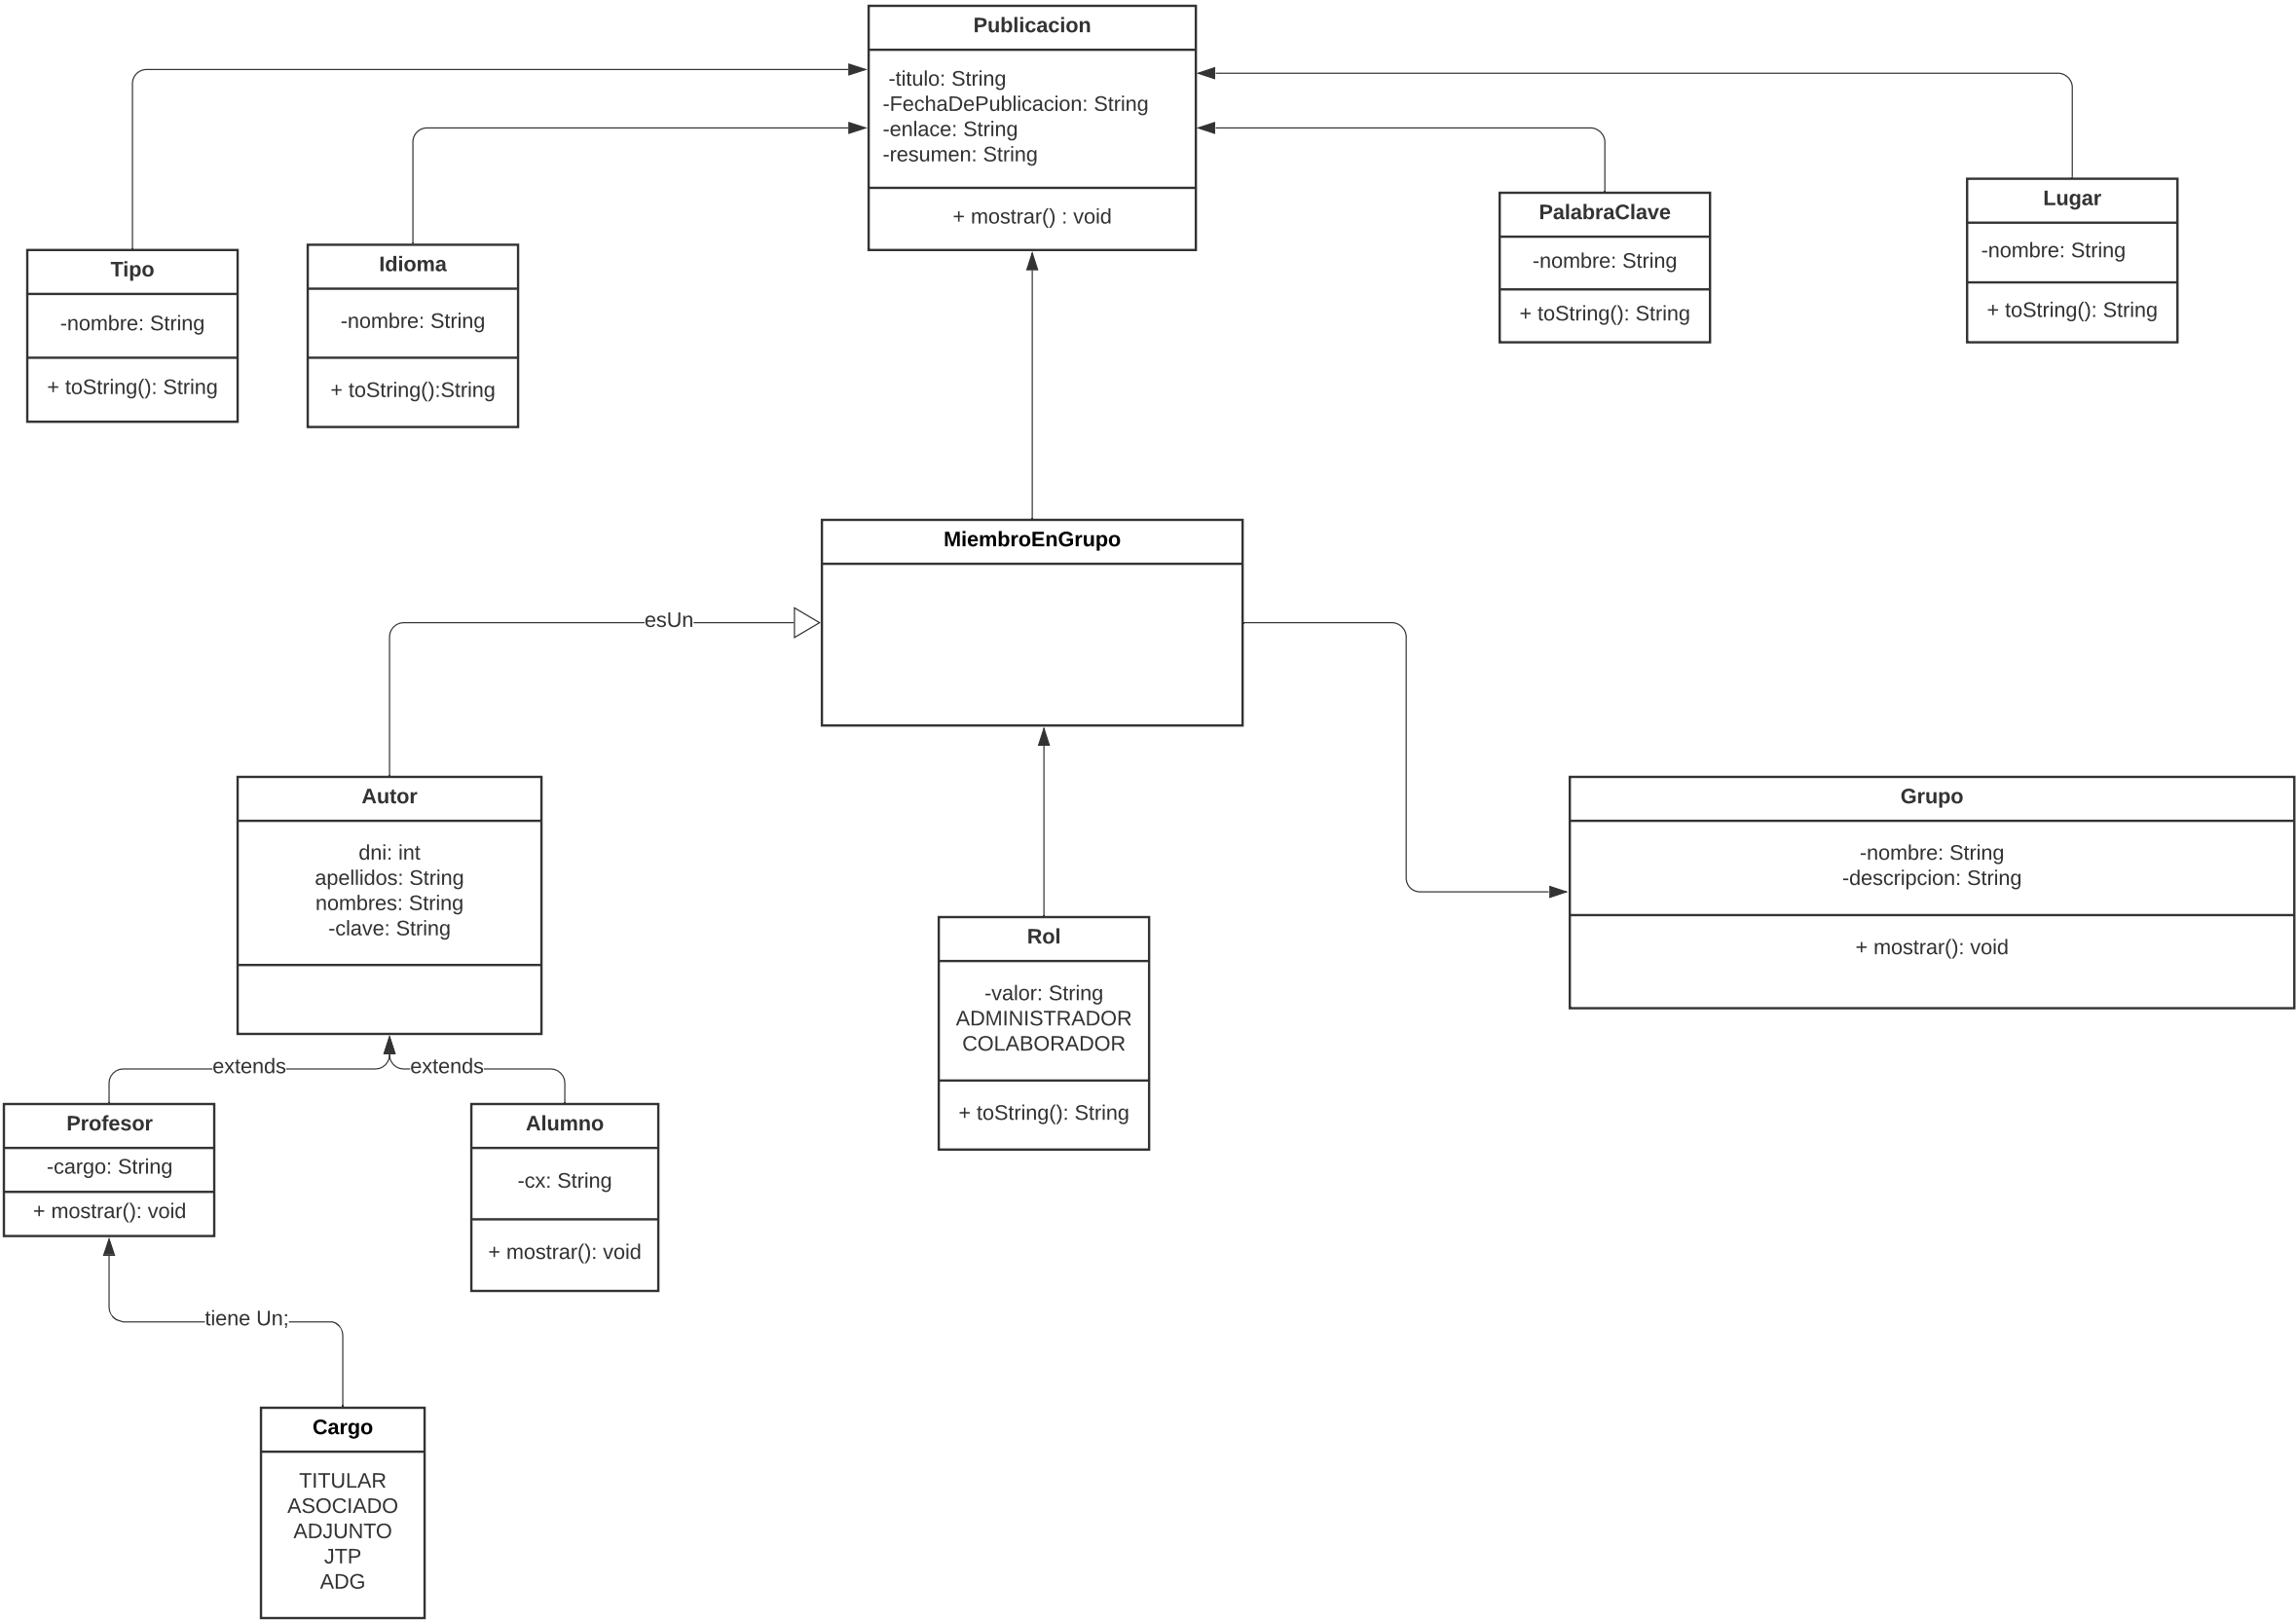 Publicacion
-titulo: String
-FechaDePublicacion: String
-enlace: String
-resumen: String
+ mostrar() : void
Tipo
-nombre: String
+ toString(): String
Idioma
-nombre: String
+ toString():String
PalabraClave
-nombre: String
+ toString(): String
Lugar
-nombre: String
+ toString(): String
MiembroEnGrupo
esUn
Autor
dni: int
apellidos: String
nombres: String
-clave: String
Grupo
-nombre: String
-descripcion: String
+ mostrar(): void
Rol
-valor: String
ADMINISTRADOR
COLABORADOR
+ toString(): String
extends
extends
Profesor
-cargo: String
+ mostrar(): void
Alumno
-cx: String
+ mostrar(): void
tiene Un;
Cargo
TITULAR
ASOCIADO
ADJUNTO
JTP
ADG